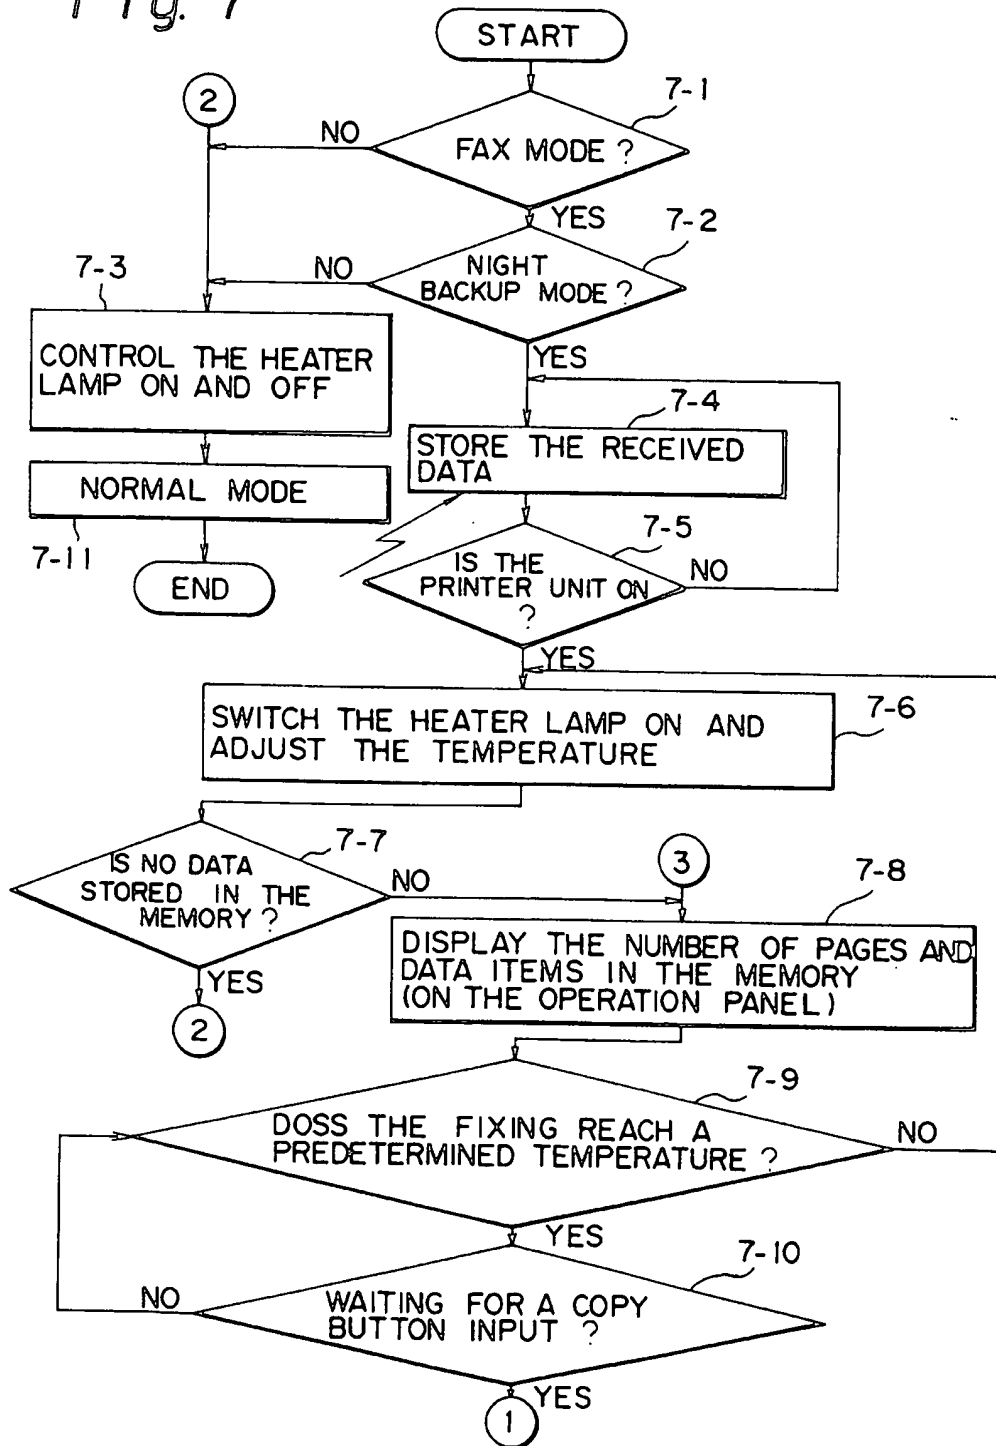 Fig. 7
START
7-1
2
NO
FAX MODE ?
YES
7-2
7-3
NO
NIGHT
BACKUP MODE ?
CONTROL THE HEATER
LAMP ON AND OFF
YES
7-4
STORE THE RECEIVED
DATA
NORMAL MODE
7-11
7-5
IS THE
PRINTER UNIT ON
?
NO
END
YES
7-6
SWITCH THE HEATER LAMP ON AND
ADJUST THE TEMPERATURE
7-7
IS NO DATA
STORED IN THE
MEMORY ?
NO
3
7-8
DISPLAY THE NUMBER OF PAGES AND
DATA ITEMS IN THE MEMORY
(ON THE OPERATION PANEL)
YES
2
7-9
DOSS THE FIXING REACH A
PREDETERMINED TEMPERATURE ?
NO
YES
7-10
NO
WAITING FOR A COPY
BUTTON INPUT ?
YES
1